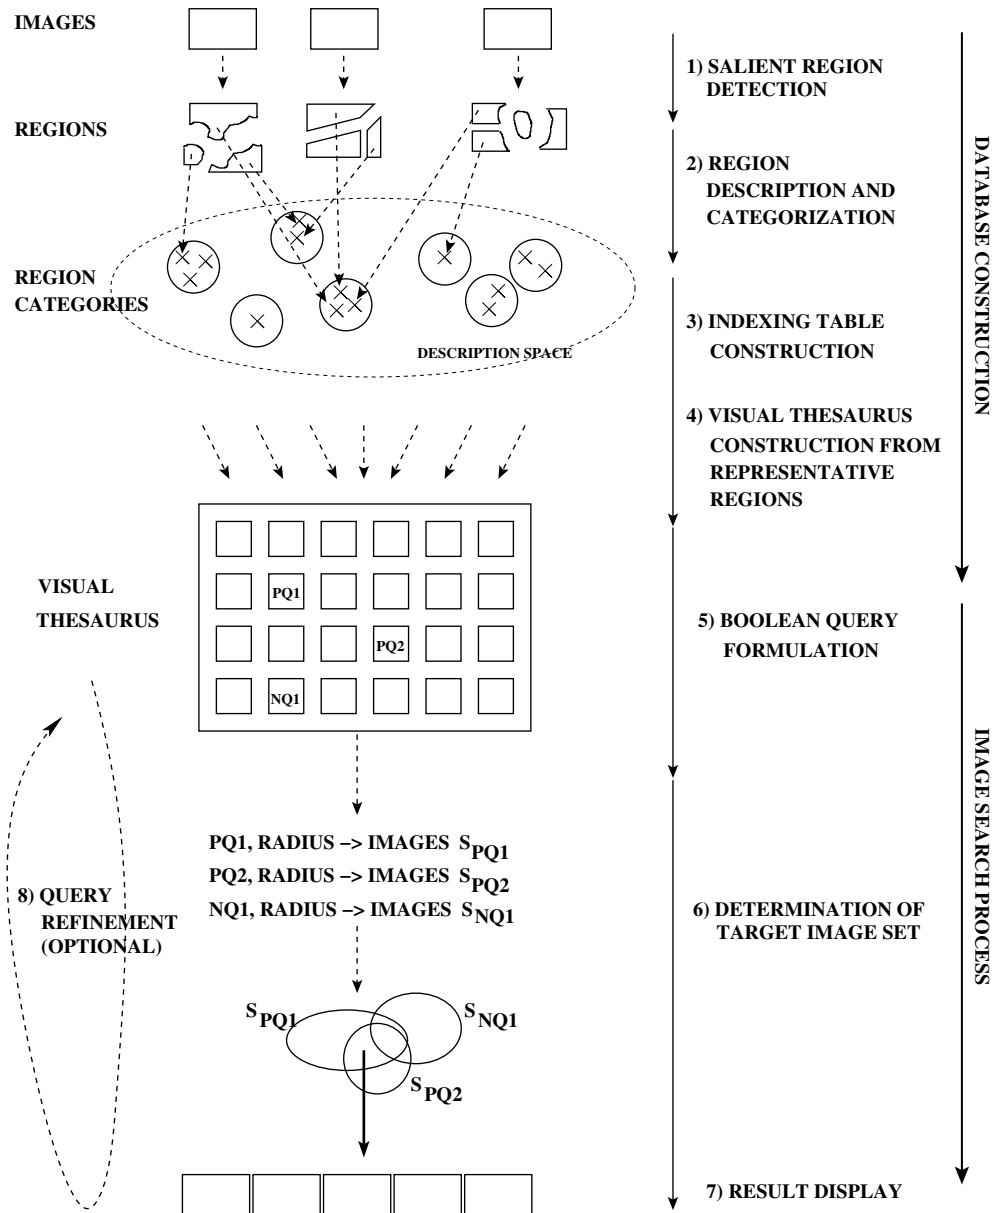 IMAGES
1) SALIENT REGION
DETECTION
REGIONS
2) REGION
DESCRIPTION AND
CATEGORIZATION
DATABASE CONSTRUCTION
REGION
CATEGORIES
DESCRIPTION SPACE
3) INDEXING TABLE
CONSTRUCTION
4) VISUAL THESAURUS
CONSTRUCTION FROM
REPRESENTATIVE
REGIONS
VISUAL
THESAURUS
PQ1
PQ2
NQ1
5) BOOLEAN QUERY
FORMULATION
IMAGE SEARCH PROCESS
PQ1, RADIUS −> IMAGES S PQ1
PQ2, RADIUS −> IMAGES S PQ2
NQ1, RADIUS −> IMAGES S NQ1
8) QUERY
REFINEMENT
(OPTIONAL)
6) DETERMINATION OF
TARGET IMAGE SET
S PQ1
S NQ1
S PQ2
7) RESULT DISPLAY